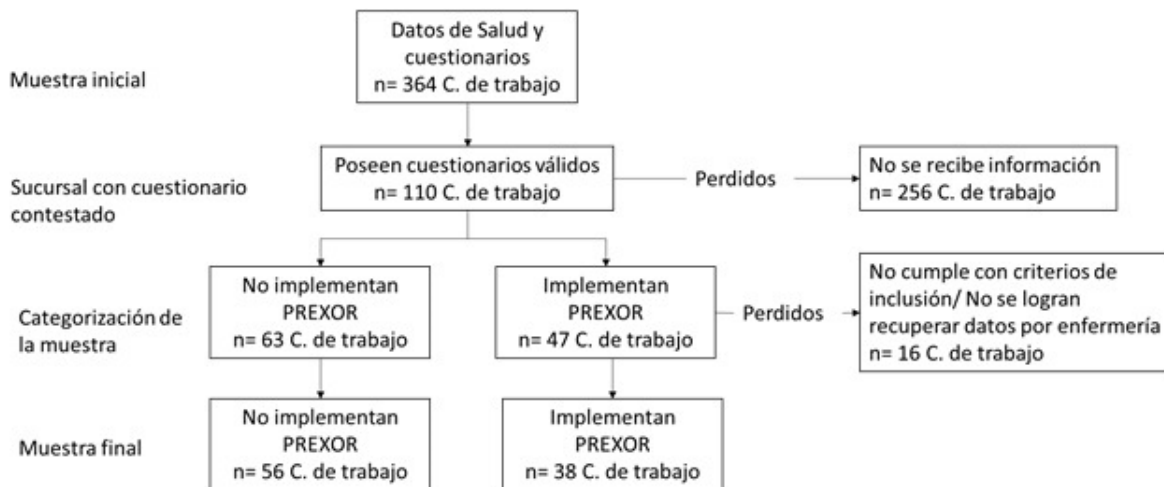 Datos de Salud y
cuestionarios
n= 364 C. de trabajo
Muestra inicial
Poseen cuestionarios válidos
n= 110 C. de trabajo
Perdidos
No se recibe información
n= 256 C. de trabajo
Sucursal con cuestionario
contestado
No implementan
PREXOR
n= 63 C. de trabajo
Implementan
PREXOR
n= 47 C. de trabajo
Perdidos
No cumple con criterios de
inclusión/ No se logran
recuperar datos por enfermería
n= 16 C. de trabajo
Categorización de
la muestra
No implementan
PREXOR
n= 56 C. de trabajo
Implementan
PREXOR
n= 38 C. de trabajo
Muestra final